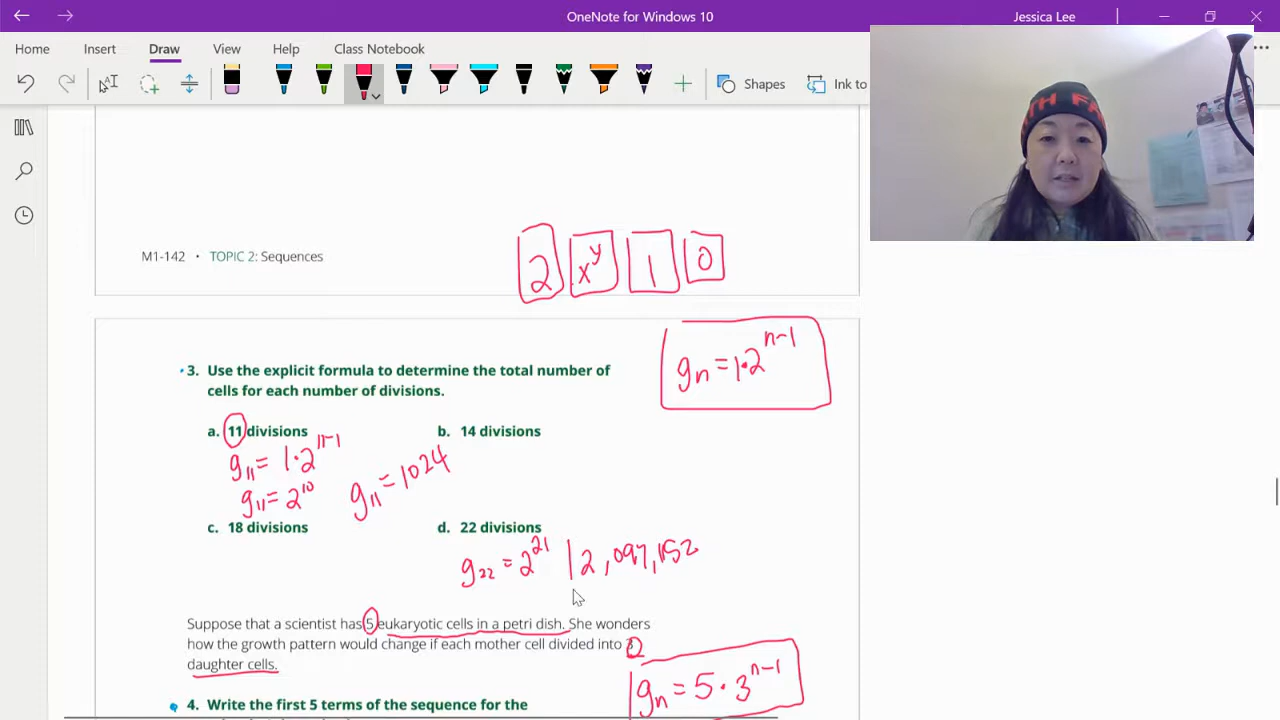 OneNote for Windows 10
Jessica Lee
Home Insert Draw View Help Class Notebook
Shapes Ink to
M1-142 • TOPIC 2: Sequences
2 x^y 1 0
g_n = 1·2^{n-1}
3. Use the explicit formula to determine the total number of
cells for each number of divisions.
a. 11 divisions
b. 14 divisions
g_11 = 1·2^{11-1}
g_11 = 2^{10}
g_11 = 1024
c. 18 divisions
d. 22 divisions
g_22 = 2^{21} | 2,097,152
Suppose that a scientist has 5 eukaryotic cells in a petri dish. She wonders
how the growth pattern would change if each mother cell divided into 3
daughter cells.
g_n = 5·3^{n-1}
4. Write the first 5 terms of the sequence for the